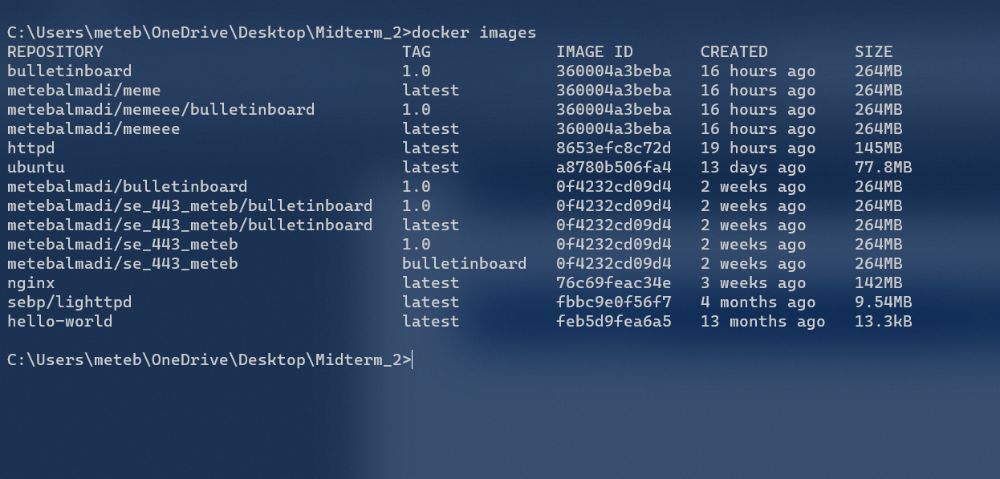 C:\Users\meteb\OneDrive\Desktop\Midterm_2>docker images
REPOSITORY TAG IMAGE ID CREATED SIZE
bulletinboard 1.0 360004a3beba 16 hours ago 264MB
metebalmadi/meme latest 360004a3beba 16 hours ago 264MB
metebalmadi/memeee/bulletinboard 1.0 360004a3beba 16 hours ago 264MB
metebalmadi/memeee latest 360004a3beba 16 hours ago 264MB
httpd latest 8653efc8c72d 19 hours ago 145MB
ubuntu latest a8780b506fa4 13 days ago 77.8MB
metebalmadi/bulletinboard 1.0 0f4232cd09d4 2 weeks ago 264MB
metebalmadi/se_443_meteb/bulletinboard 1.0 0f4232cd09d4 2 weeks ago 264MB
metebalmadi/se_443_meteb/bulletinboard latest 0f4232cd09d4 2 weeks ago 264MB
metebalmadi/se_443_meteb 1.0 0f4232cd09d4 2 weeks ago 264MB
metebalmadi/se_443_meteb bulletinboard 0f4232cd09d4 2 weeks ago 264MB
nginx latest 76c69feac34e 3 weeks ago 142MB
sebp/lighttpd latest fbbc9e0f56f7 4 months ago 9.54MB
hello-world latest feb5d9fea6a5 13 months ago 13.3kB
C:\Users\meteb\OneDrive\Desktop\Midterm_2>